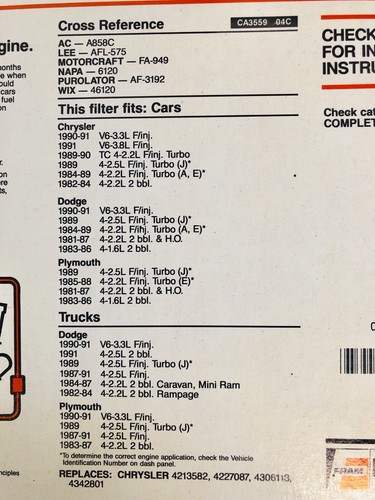 gine.
onths
e when
ould
cars
fuel
on
r.
on
ere
ts,
nciples
Cross Reference
CA3559 04C
AC — A858C
LEE — AFL-575
MOTORCRAFT — FA-949
NAPA — 6120
PUROLATOR — AF-3192
WIX — 46120
This filter fits: Cars
Chrysler
1990-91 V6-3.3L F/inj.
1991 V6-3.8L F/inj.
1989-90 TC 4-2.2L F/inj. Turbo
1989 4-2.5L F/inj. Turbo (J)*
1984-89 4-2.2L F/inj. Turbo (A, E)*
1982-84 4-2.2L 2 bbl.
Dodge
1990-91 V6-3.3L F/inj.
1989 4-2.5L F/inj. Turbo (J)*
1984-89 4-2.2L F/inj. Turbo (A, E)*
1981-87 4-2.2L 2 bbl. & H.O.
1983-86 4-1.6L 2 bbl.
Plymouth
1989 4-2.5L F/inj. Turbo (J)*
1985-88 4-2.2L F/inj. Turbo (E)*
1981-87 4-2.2L 2 bbl. & H.O.
1983-86 4-1.6L 2 bbl.
Trucks
Dodge
1990-91 V6-3.3L F/inj.
1991 4-2.5L 2 bbl.
1989 4-2.5L F/inj. Turbo (J)*
1987-91 4-2.5L F/inj.
1984-87 4-2.2L 2 bbl. Caravan, Mini Ram
1982-84 4-2.2L 2 bbl. Rampage
Plymouth
1990-91 V6-3.3L F/inj.
1989 4-2.5L F/inj. Turbo (J)*
1987-91 4-2.5L F/inj.
1983-87 4-2.2L 2 bbl.
*To determine the correct engine application, check the Vehicle
Identification Number on dash panel.
REPLACES: CHRYSLER 4213582, 4227087, 4306113,
4342801
CHECK
FOR IN
INSTRU
Check cat
COMPLET
FRAM